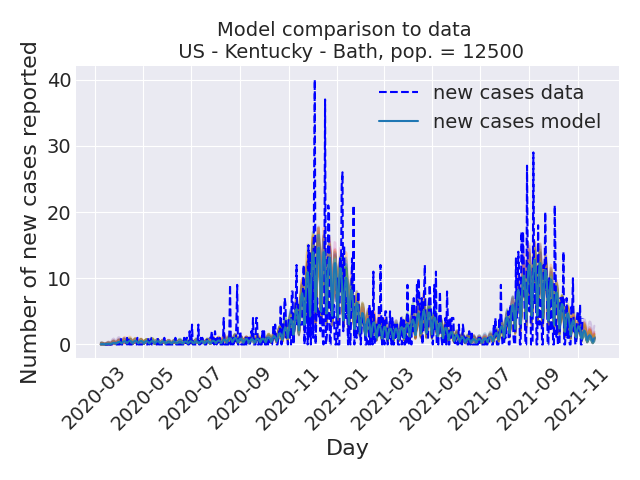 Model comparison to data
US - Kentucky - Bath, pop. = 12500
Number of new cases reported
40
30
20
10
0
new cases data
new cases model
2020-03
2020-05
2020-07
2020-09
2020-11
2021-01
2021-03
2021-05
2021-07
2021-09
2021-11
Day